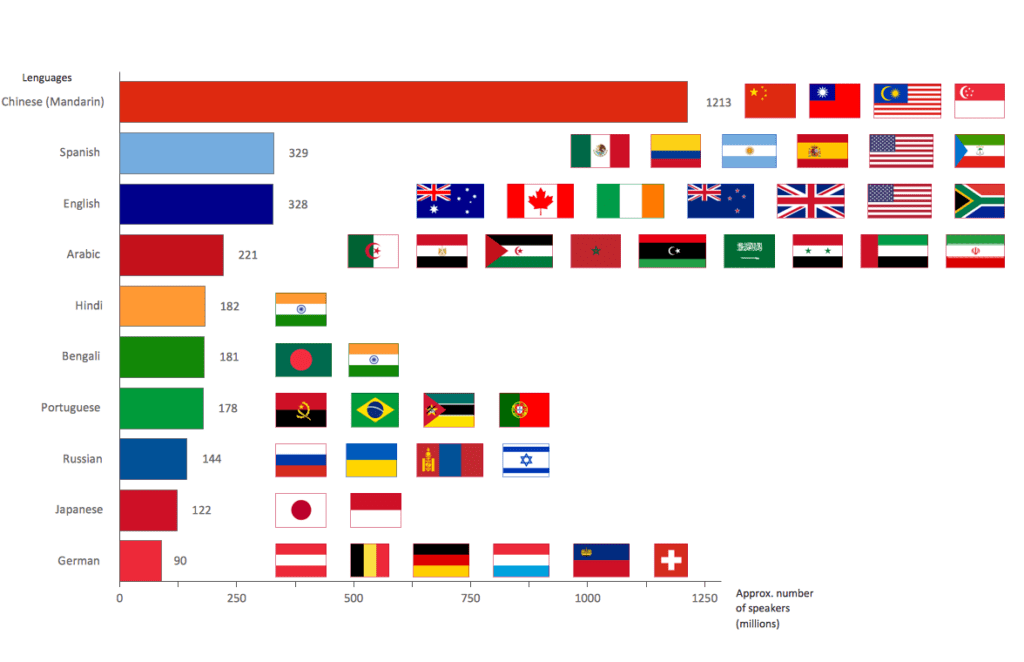 Lenguages
Chinese (Mandarin)
1213
Spanish
329
English
328
Arabic
221
Hindi
182
Bengali
181
Portuguese
178
Russian
144
Japanese
122
German
90
0
250
500
750
1000
1250
Approx. number
of speakers
(millions)